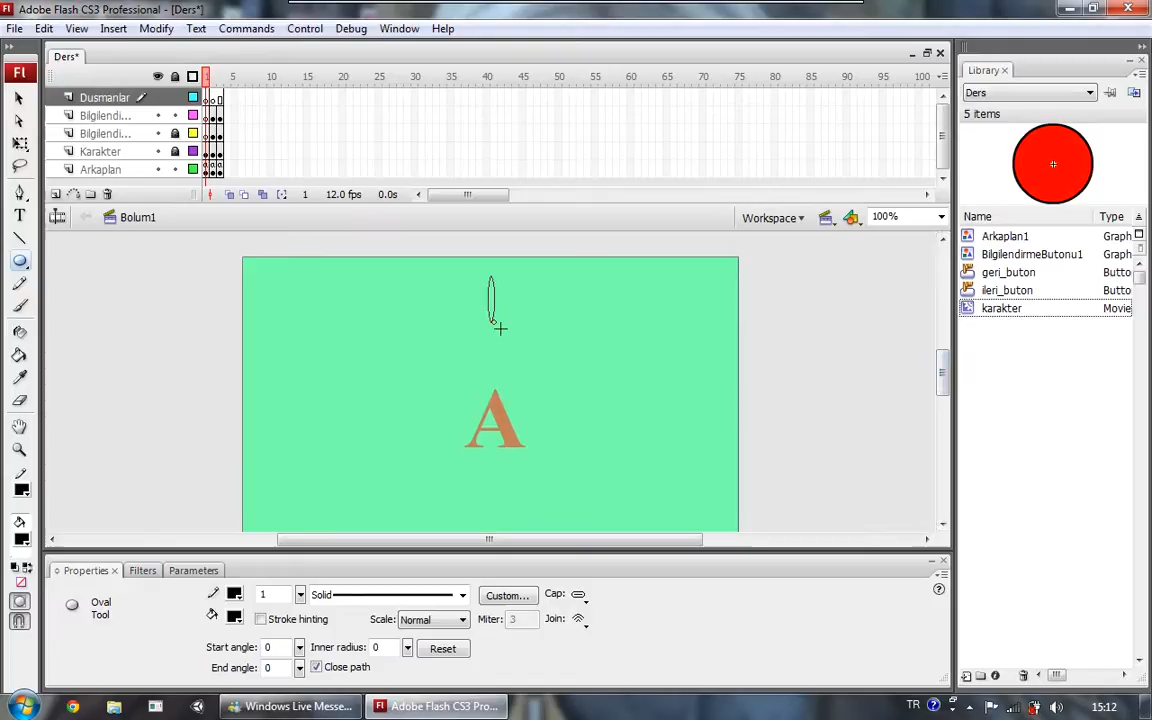 Fl Adobe Flash CS3 Professional - [Ders*]
File Edit View Insert Modify Text Commands Control Debug Window Help
Ders*
1 5 10 15 20 25 30 35 40 45 50 55 60 65 70 75 80 85 90 95 100
Dusmanlar
Bilgilendi...
Bilgilendi...
Karakter
Arkaplan
1 12.0 fps 0.0s
Bolum1
Workspace
100%
Fl
T
A
Library
Ders
5 items
Name Type
Arkaplan1 Graph
BilgilendirmeButonu1 Graph
geri_buton Butto
ileri_buton Butto
karakter Movie
Properties Filters Parameters
Oval
Tool
1 Solid Custom... Cap:
Stroke hinting Scale: Normal Miter: 3 Join:
Start angle: 0 Inner radius: 0 Reset
End angle: 0 Close path
Windows Live Messe...
Fl Adobe Flash CS3 Pro...
TR
15:12